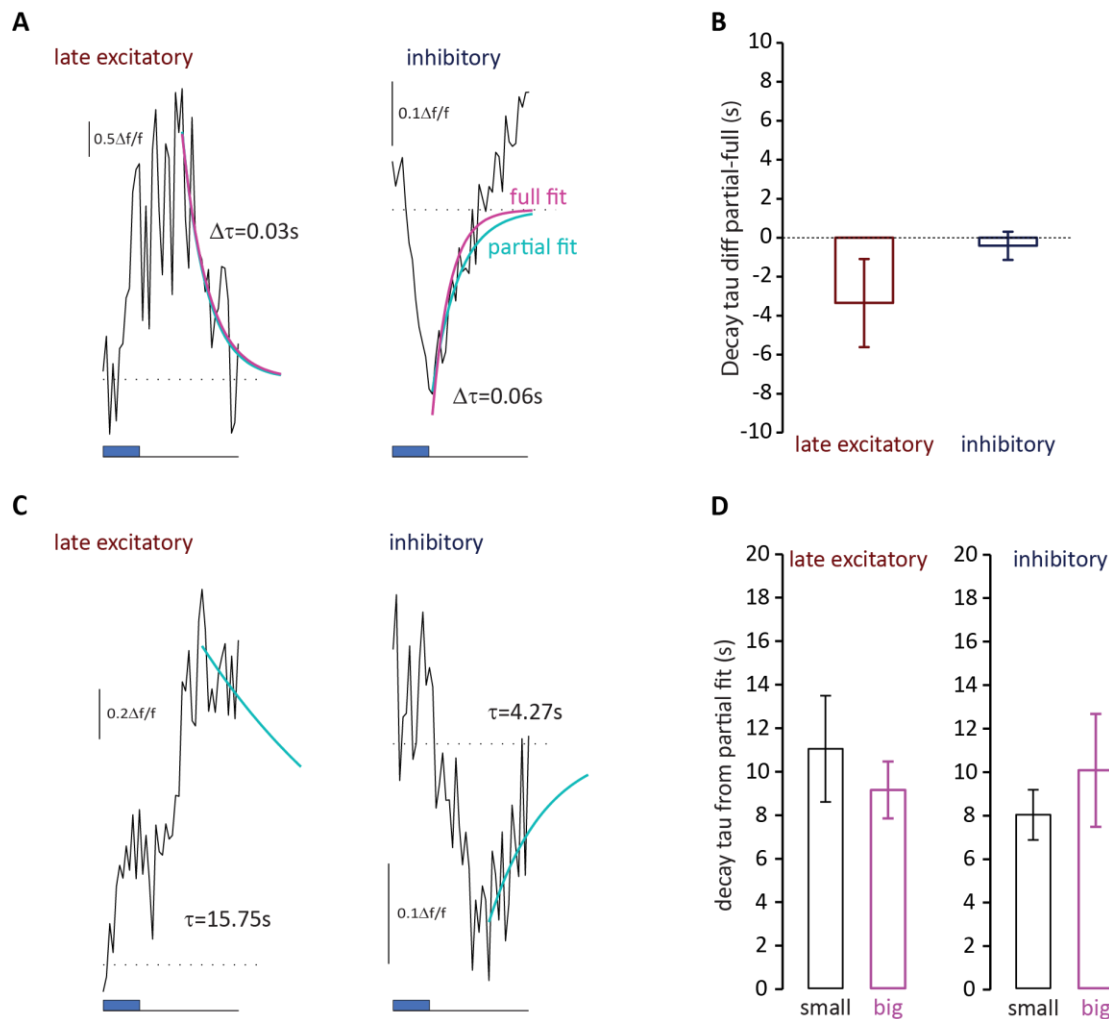 A
late excitatory
inhibitory
0.5Δf/f
0.1Δf/f
full fit
partial fit
Δτ=0.03s
Δτ=0.06s
B
Decay tau diff partial-full (s)
10
8
6
4
2
0
-2
-4
-6
-8
-10
late excitatory
inhibitory
C
late excitatory
inhibitory
0.2Δf/f
0.1Δf/f
τ=15.75s
τ=4.27s
D
decay tau from partial fit (s)
late excitatory
20
18
16
14
12
10
8
6
4
2
0
small
big
inhibitory
20
18
16
14
12
10
8
6
4
2
0
small
big